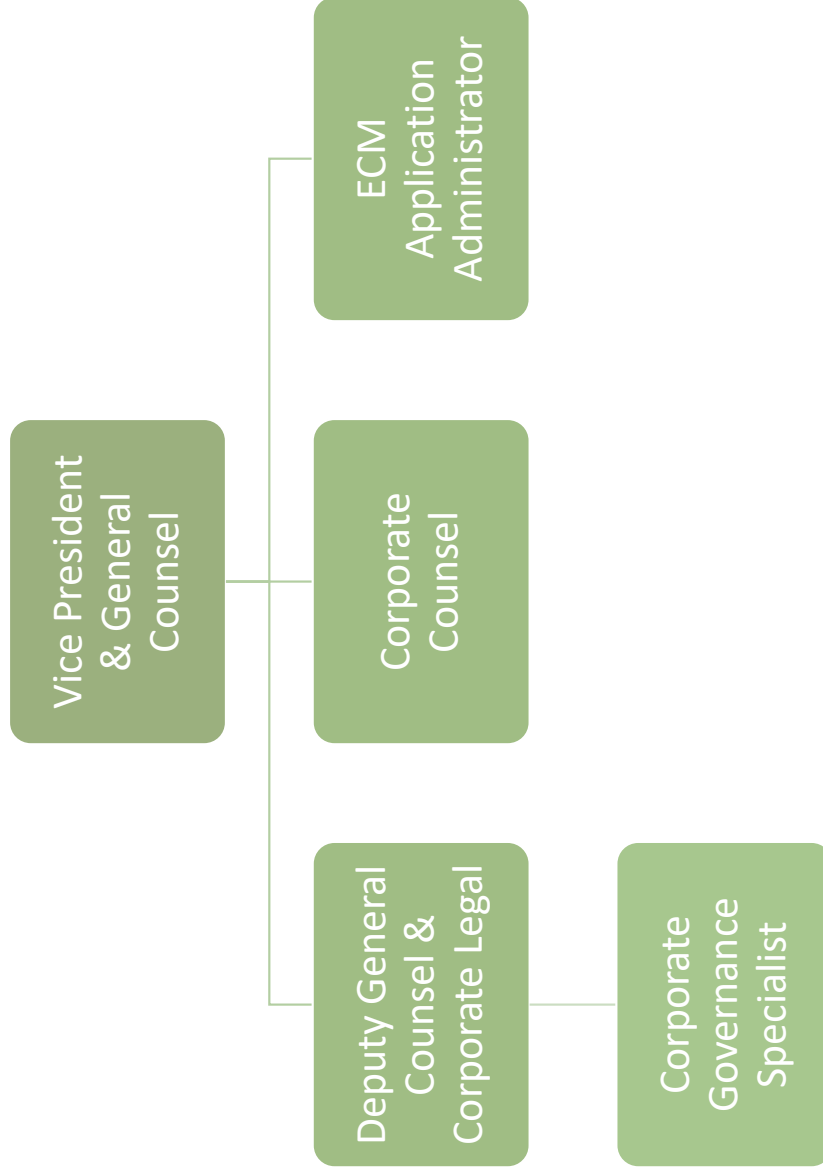 Vice President
& General
Counsel
Deputy General
Counsel &
Corporate Legal
Corporate
Counsel
ECM
Application
Administrator
Corporate
Governance
Specialist